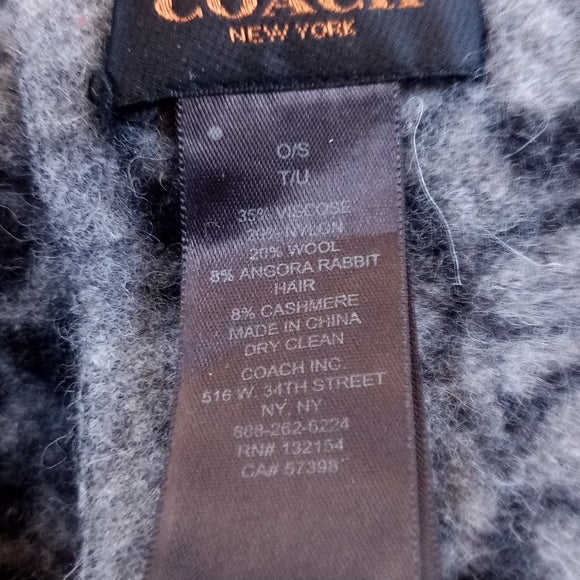 COACH
NEW YORK
O/S
T/U
35% VISCOSE
29% NYLON
20% WOOL
8% ANGORA RABBIT
HAIR
8% CASHMERE
MADE IN CHINA
DRY CLEAN
COACH INC.
516 W. 34TH STREET
NY, NY
888-262-6224
RN# 132154
CA# 57398